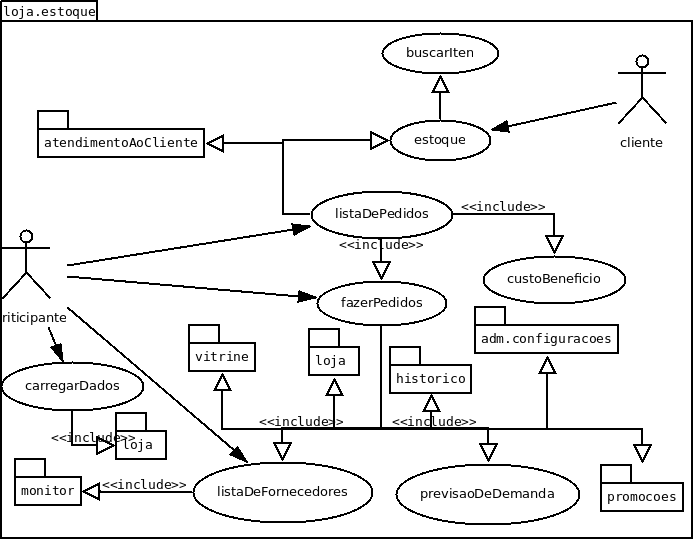 loja.estoque
buscarIten
atendimentoAoCliente
estoque
cliente
listaDePedidos
<<include>>
<<include>>
custoBeneficio
fazerPedidos
riticipante
vitrine
loja
historico
adm.configuracoes
carregarDados
<<include>>
<<include>>
<<include>>
loja
monitor
<<include>>
listaDeFornecedores
previsaoDeDemanda
promocoes